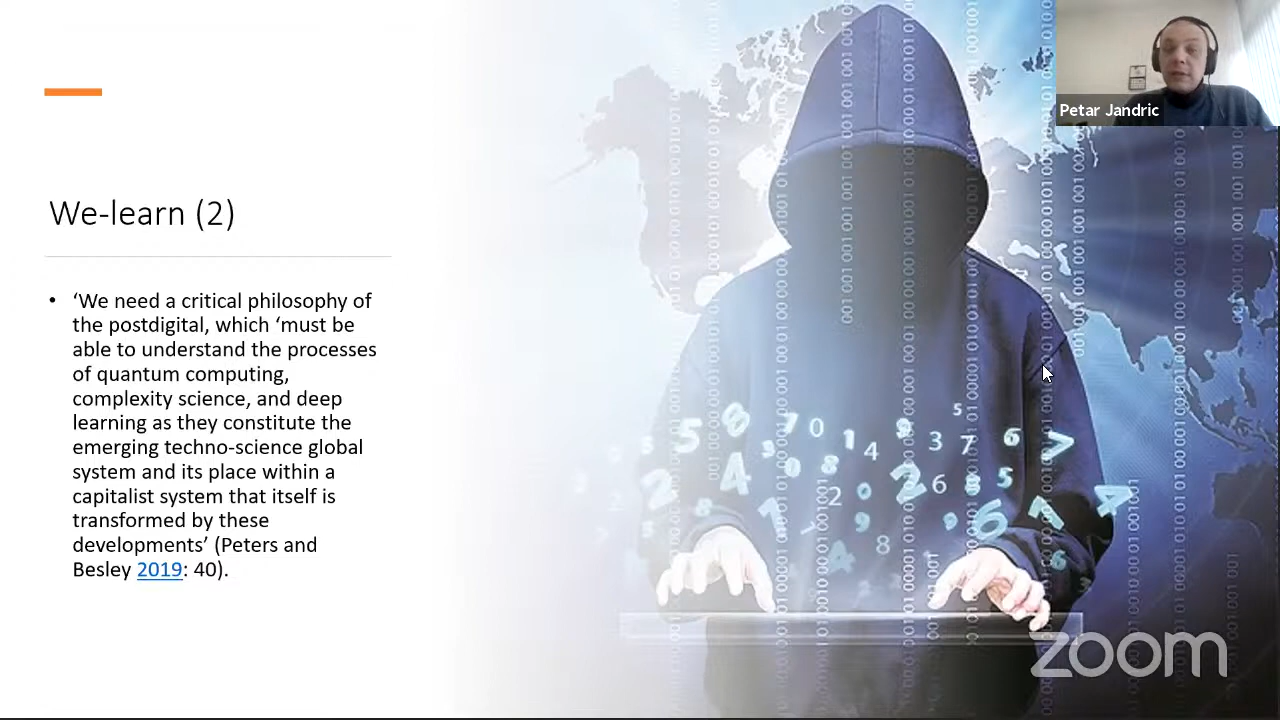 Petar Jandric
We-learn (2)
• ‘We need a critical philosophy of
the postdigital, which ‘must be
able to understand the processes
of quantum computing,
complexity science, and deep
learning as they constitute the
emerging techno-science global
system and its place within a
capitalist system that itself is
transformed by these
developments’ (Peters and
Besley 2019: 40).
zoom